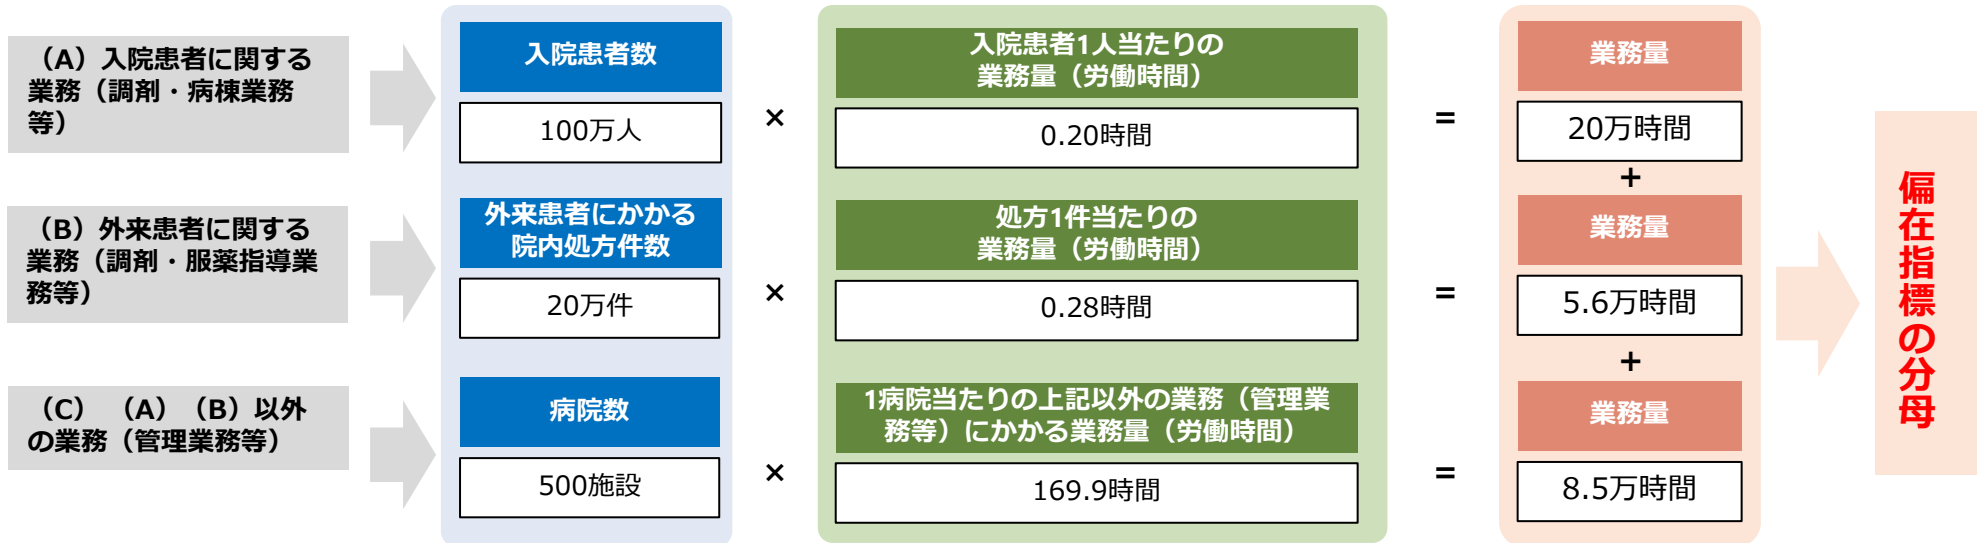 （A）入院患者に関する
業務（調剤・病棟業務
等）
入院患者数
100万人
×
入院患者1人当たりの
業務量（労働時間）
0.20時間
=
業務量
20万時間
+
（B）外来患者に関する
業務（調剤・服薬指導業
務等）
外来患者にかかる
院内処方件数
20万件
×
処方1件当たりの
業務量（労働時間）
0.28時間
=
業務量
5.6万時間
+
（C）（A）（B）以外
の業務（管理業務等）
病院数
500施設
×
1病院当たりの上記以外の業務（管理業
務等）にかかる業務量（労働時間）
169.9時間
=
業務量
8.5万時間
偏在指標の分母